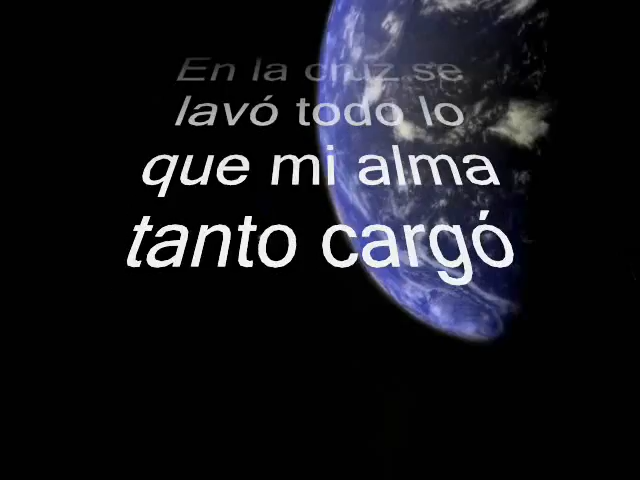 En la cruz se
lavó todo lo
que mi alma
tanto cargó